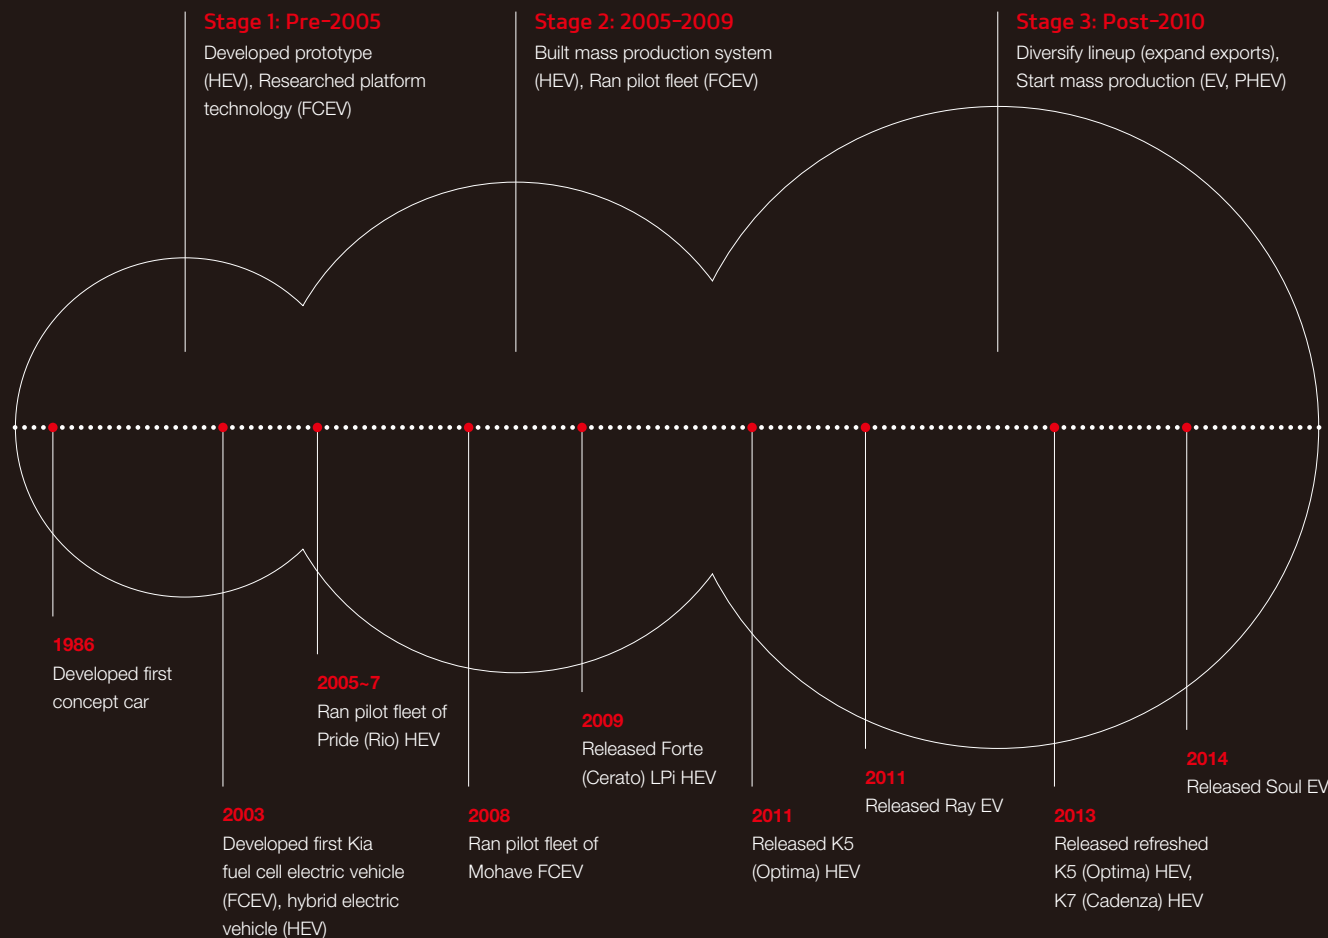 Stage 1: Pre-2005
Developed prototype
(HEV), Researched platform
technology (FCEV)
Stage 2: 2005-2009
Built mass production system
(HEV), Ran pilot fleet (FCEV)
Stage 3: Post-2010
Diversify lineup (expand exports),
Start mass production (EV, PHEV)
1986
Developed first
concept car
2003
Developed first Kia
fuel cell electric vehicle
(FCEV), hybrid electric
vehicle (HEV)
2005~7
Ran pilot fleet of
Pride (Rio) HEV
2008
Ran pilot fleet of
Mohave FCEV
2009
Released Forte
(Cerato) LPi HEV
2011
Released K5
(Optima) HEV
2011
Released Ray EV
2013
Released refreshed
K5 (Optima) HEV,
K7 (Cadenza) HEV
2014
Released Soul EV